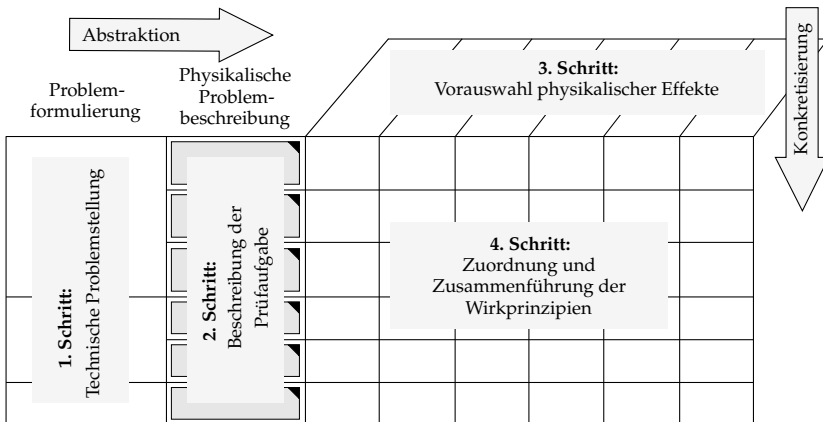 Abstraktion
Problem-
formulierung
Physikalische
Problem-
beschreibung
3. Schritt:
Vorauswahl physikalischer Effekte
Konkretisierung
1. Schritt:
Technische Problemstellung
2. Schritt:
Beschreibung der
Prüfaufgabe
4. Schritt:
Zuordnung und
Zusammenführung der
Wirkprinzipien